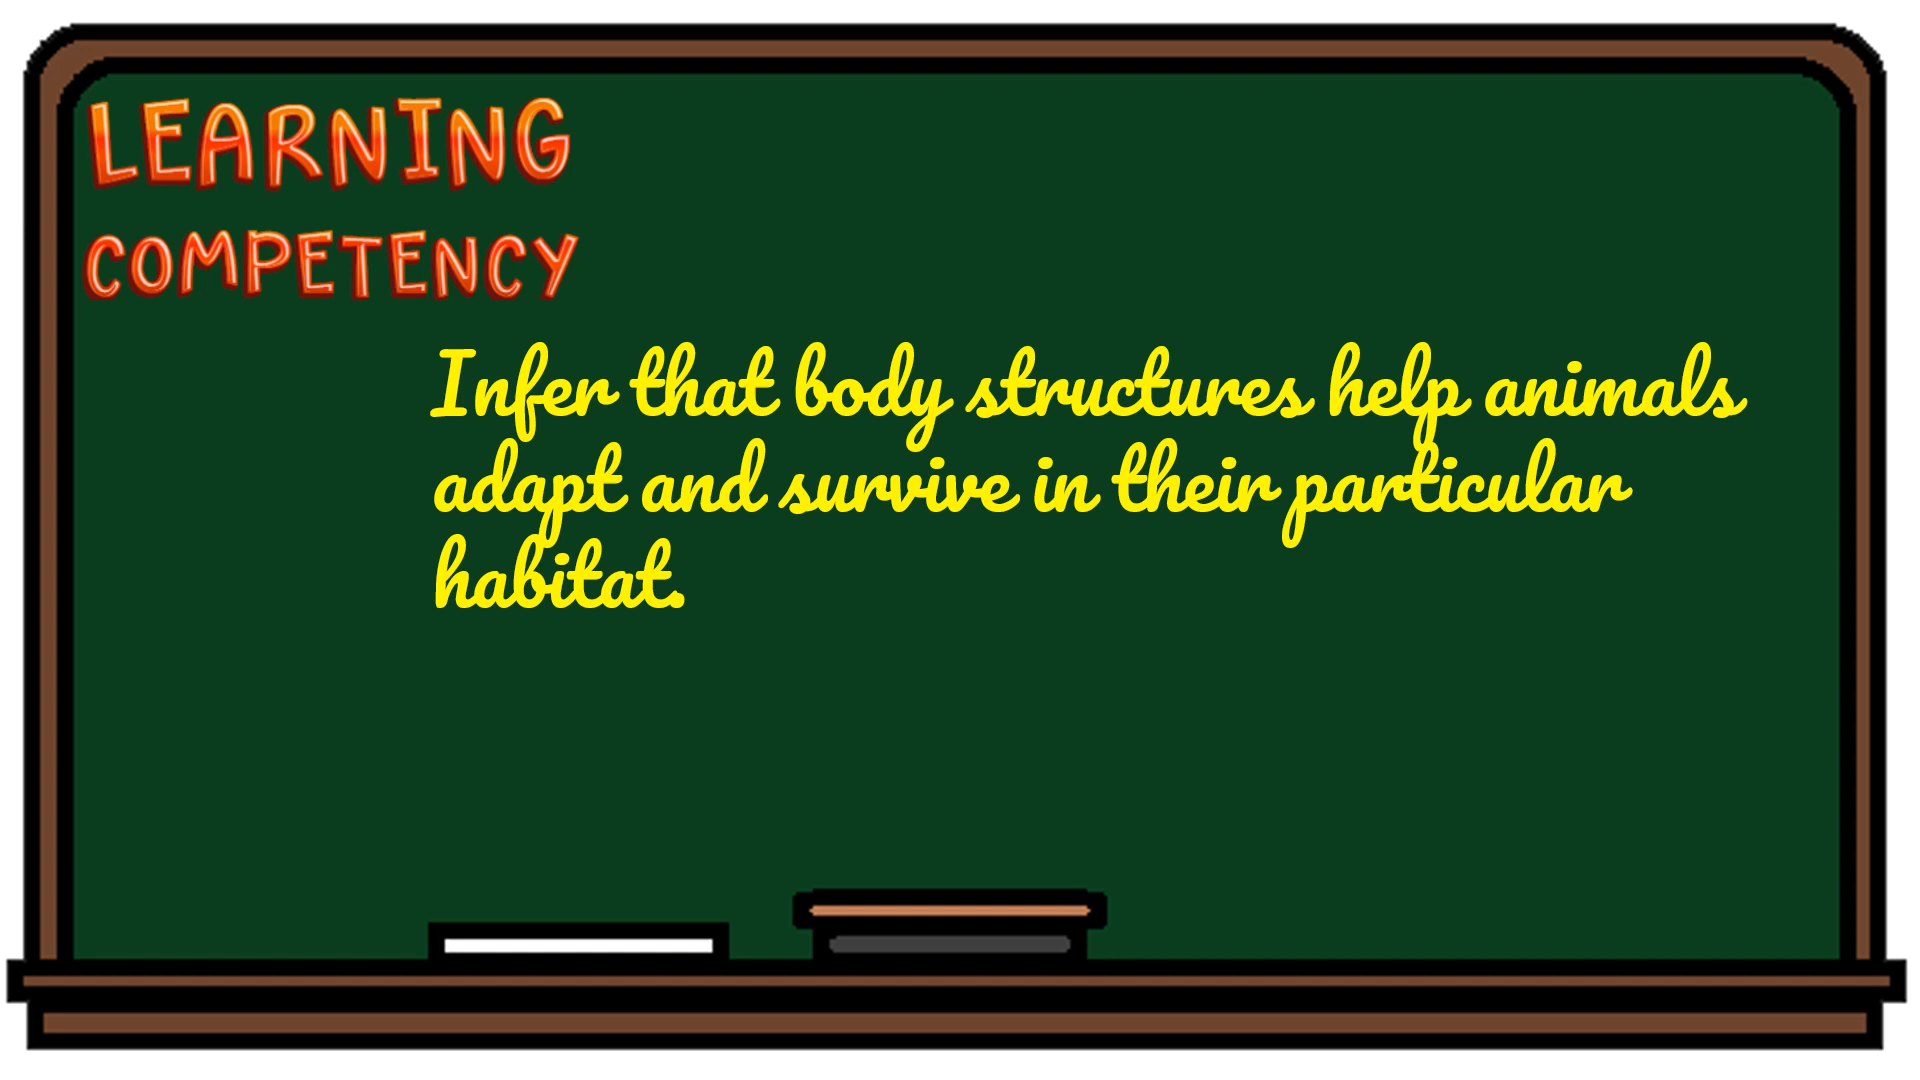 LEARNING
COMPETENCY
Infer that body structures help animals
adapt and survive in their particular
habitat.